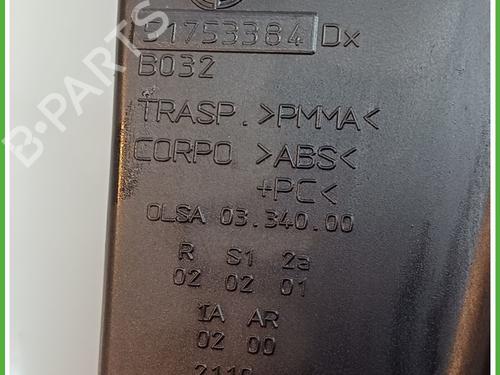 51753384 Dx
B032
TRASP. >PMMA<
CORPO >ABS<
+PC<
OLSA 03.340.00
R S1 2a
02 02 01
IA AR
02 00
B-PARTS